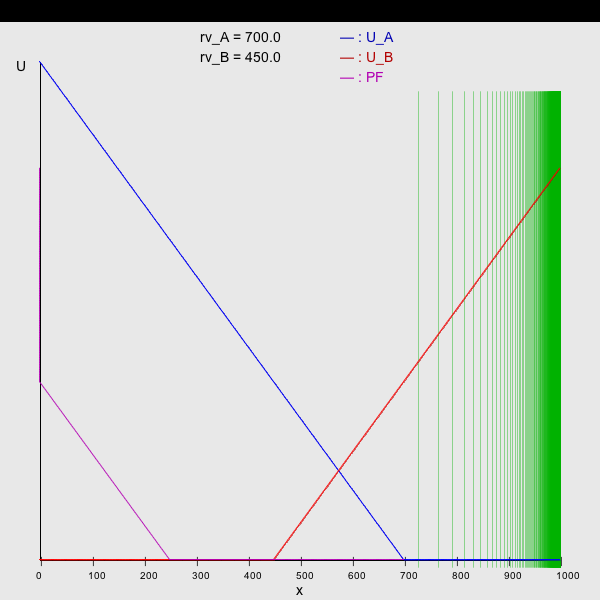 rv_A = 700.0 — : U_A
rv_B = 450.0 — : U_B
— : PF
U
0 100 200 300 400 500 600 700 800 900 1000
x